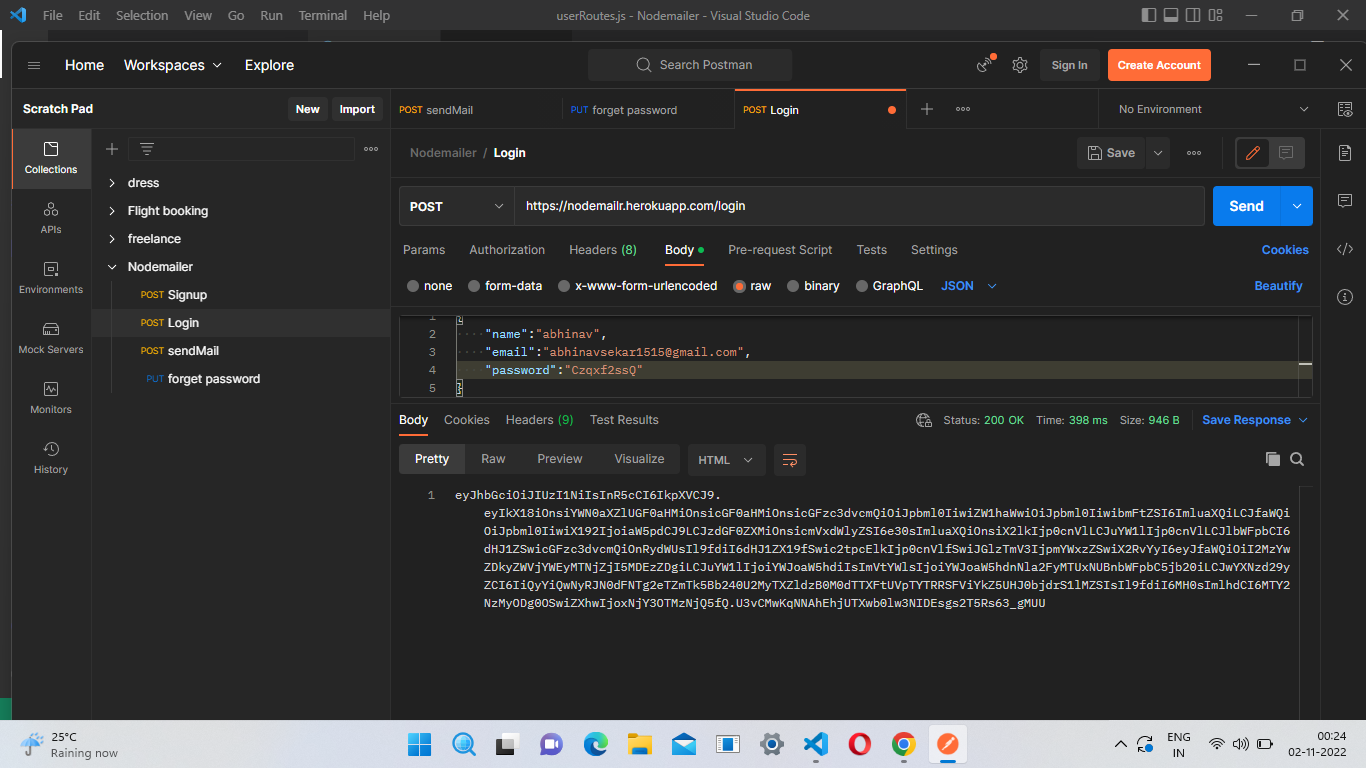 File Edit Selection View Go Run Terminal Help userRoutes.js - Nodemailer - Visual Studio Code
Home Workspaces Explore Search Postman Sign In Create Account
Scratch Pad New Import POST sendMail PUT forget password POST Login No Environment
Collections
APIs
Environments
Mock Servers
Monitors
History
dress
Flight booking
freelance
Nodemailer
POST Signup
POST Login
POST sendMail
PUT forget password
Nodemailer / Login Save
POST https://nodemailr.herokuapp.com/login Send
Params Authorization Headers (8) Body Pre-request Script Tests Settings Cookies
none form-data x-www-form-urlencoded raw binary GraphQL JSON Beautify
1 {
2 "name":"abhinav",
3 "email":"abhinavsekar1515@gmail.com",
4 "password":"Czqxf2ssQ"
5 }
Body Cookies Headers (9) Test Results Status: 200 OK Time: 398 ms Size: 946 B Save Response
Pretty Raw Preview Visualize HTML
1 eyJhbGciOiJIUzI1NiIsInR5cCI6IkpXVCJ9.
eyIkX18iOnsiYWN0aXZlUGF0aHMiOnsicGF0aHMiOnsicGFzc3dvcmQiOiJpbml0IiwiZW1haWwiOiJpbml0IiwibmFtZSI6ImluaXQiLCJfaWQi
OiJpbml0IiwiX192IjoiaW5pdCJ9LCJzdGF0ZXMiOnsicmVxdWlyZSI6e30sImluaXQiOnsiX2lkIjp0cnVlLCJuYW1lIjp0cnVlLCJlbWFpbCI6
dHJ1ZSwicGFzc3dvcmQiOnRydWUsIl9fdiI6dHJ1ZX19fSwic2tpcElkIjp0cnVlfSwiJGlzTmV3IjpmYWxzZSwiX2RvYyI6eyJfaWQiOiI2MzYw
ZDkyZWVjYWEyMTNjZjI5MDEzZDgiLCJuYW1lIjoiYWJoaW5hdiIsImVtYWlsIjoiYWJoaW5hdnNla2FyMTUxNUBnbWFpbC5jb20iLCJwYXNzd29y
ZCI6IiQyYiQwNyRJN0dFNTg2eTZmTk5Bb240U2MyTXZldzB0M0dTTXFtUVpTYTRRSFViYkZ5UHJ0bjdrS1lMZSIsIl9fdiI6MH0sImlhdCI6MTY2
NzMyODg0OSwiZXhwIjoxNjY3OTMzNjQ5fQ.U3vCMwKqNNAhEhjUTXwb0lw3NIDEsgs2T5Rs63_gMUU
25°C
Raining now
ENG
IN
00:24
02-11-2022